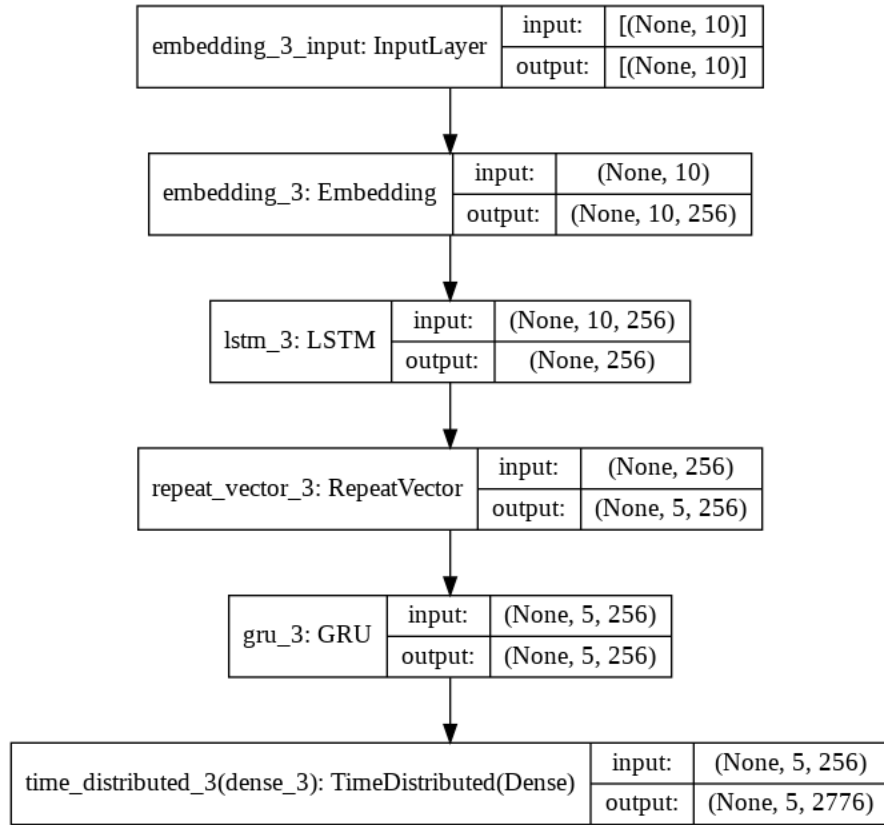 embedding_3_input: InputLayer
input: [(None, 10)]
output: [(None, 10)]
embedding_3: Embedding
input: (None, 10)
output: (None, 10, 256)
lstm_3: LSTM
input: (None, 10, 256)
output: (None, 256)
repeat_vector_3: RepeatVector
input: (None, 256)
output: (None, 5, 256)
gru_3: GRU
input: (None, 5, 256)
output: (None, 5, 256)
time_distributed_3(dense_3): TimeDistributed(Dense)
input: (None, 5, 256)
output: (None, 5, 2776)